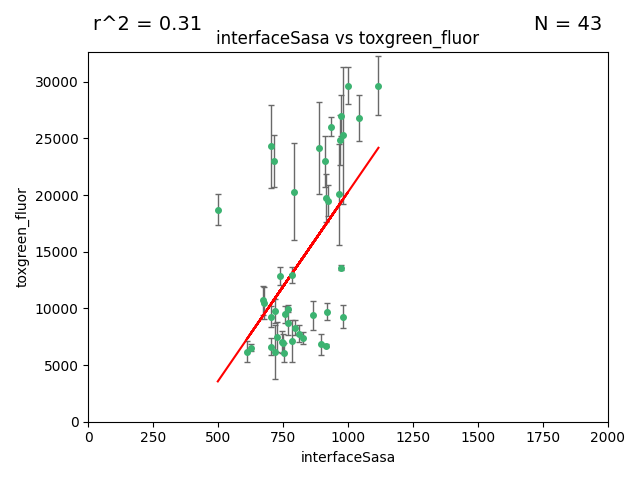 r^2 = 0.31
N = 43
interfaceSasa vs toxgreen_fluor
toxgreen_fluor
30000
25000
20000
15000
10000
5000
0
0 250 500 750 1000 1250 1500 1750 2000
interfaceSasa